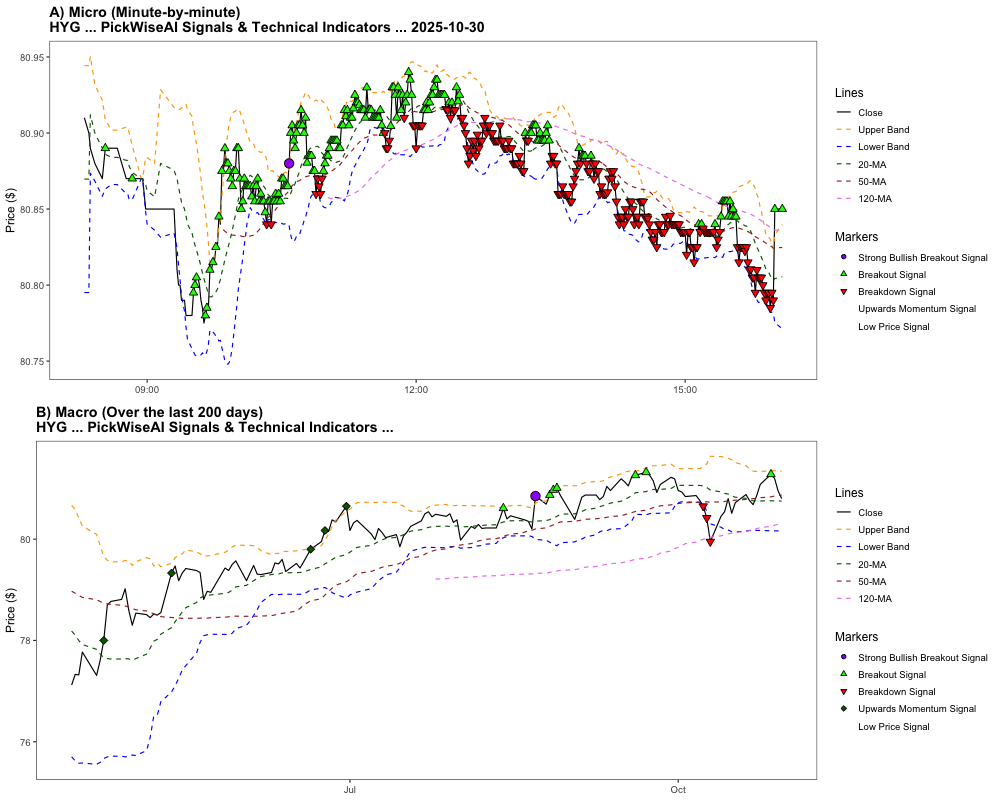 A) Micro (Minute-by-minute)
HYG ... PickWiseAI Signals & Technical Indicators ... 2025-10-30
80.95
80.90
80.85
80.80
80.75
Price ($)
09:00
12:00
15:00
Lines
Close
Upper Band
Lower Band
20-MA
50-MA
120-MA
Markers
Strong Bullish Breakout Signal
Breakout Signal
Breakdown Signal
Upwards Momentum Signal
Low Price Signal
B) Macro (Over the last 200 days)
HYG ... PickWiseAI Signals & Technical Indicators ...
80
78
76
Price ($)
Jul
Oct
Lines
Close
Upper Band
Lower Band
20-MA
50-MA
120-MA
Markers
Strong Bullish Breakout Signal
Breakout Signal
Breakdown Signal
Upwards Momentum Signal
Low Price Signal